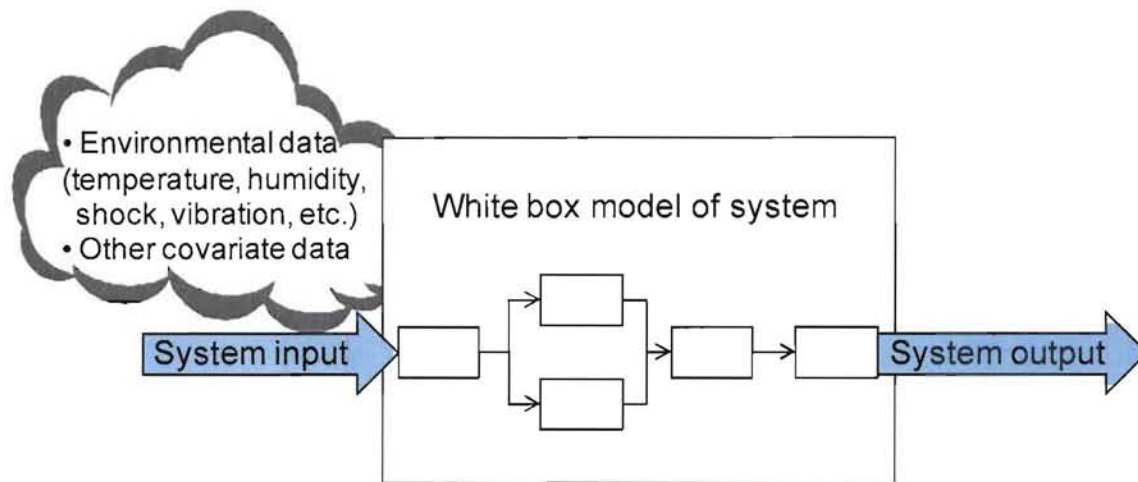 • Environmental data
(temperature, humidity,
shock, vibration, etc.)
• Other covariate data
White box model of system
System input
System output